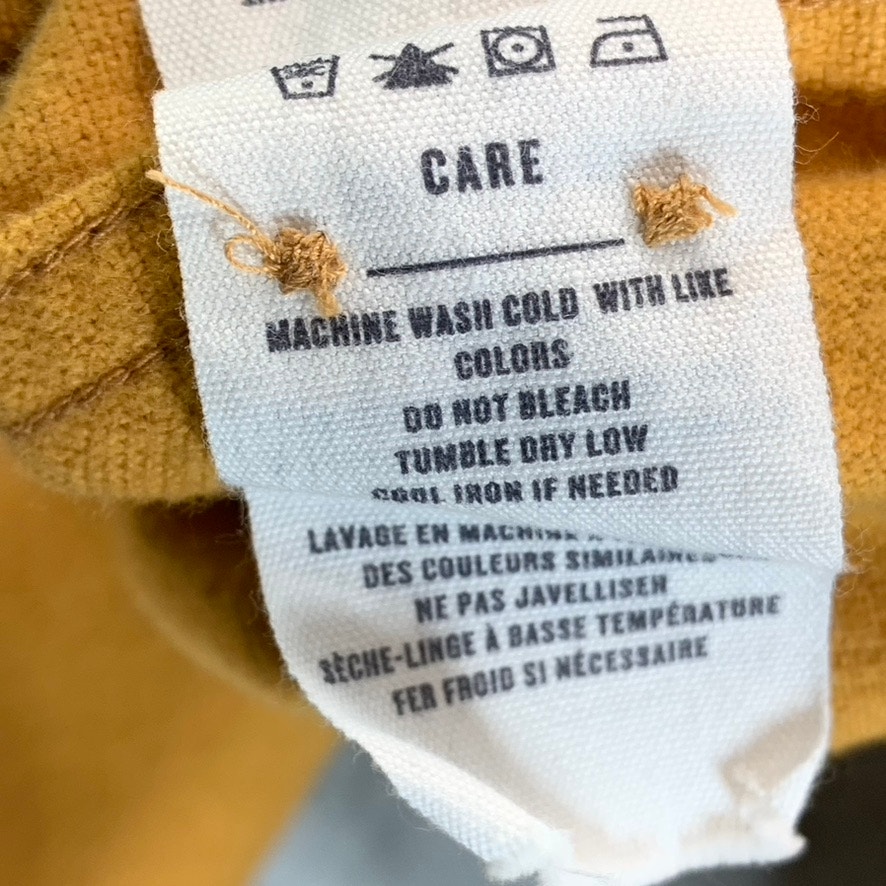 CARE
MACHINE WASH COLD WITH LIKE
COLORS
DO NOT BLEACH
TUMBLE DRY LOW
COOL IRON IF NEEDED
LAVAGE EN MACHINE
DES COULEURS SIMILAIRES
NE PAS JAVELLISER
SÈCHE-LINGE À BASSE TEMPÉRATURE
FER FROID SI NÉCESSAIRE